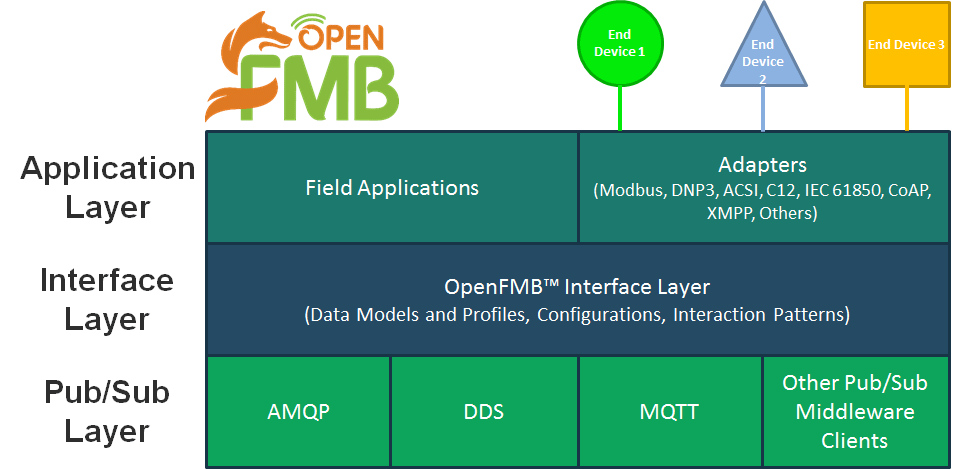 OPEN
FMB
End
Device 1
End
Device
2
End Device 3
Application
Layer
Field Applications
Adapters
(Modbus, DNP3, ACSI, C12, IEC 61850, CoAP,
XMPP, Others)
Interface
Layer
OpenFMB™ Interface Layer
(Data Models and Profiles, Configurations, Interaction Patterns)
Pub/Sub
Layer
AMQP
DDS
MQTT
Other Pub/Sub
Middleware
Clients